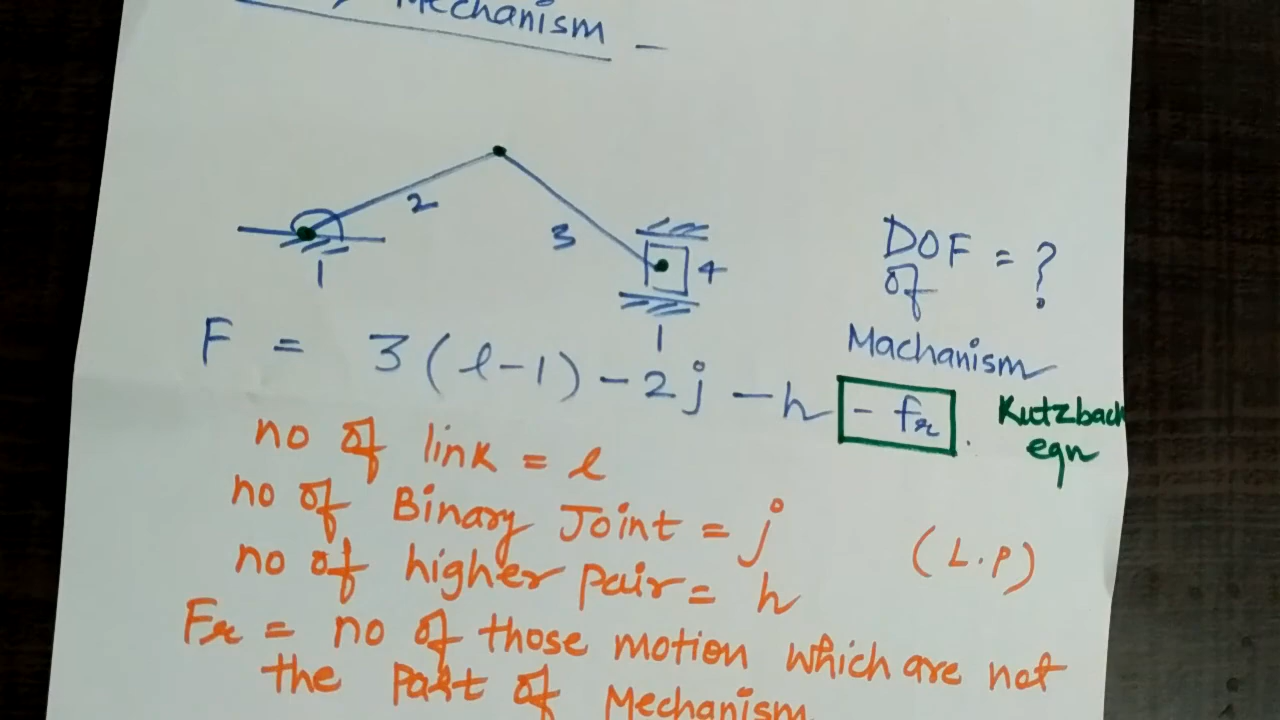 Mechanism -
2
3
4
1
1
DOF = ?
of
Machanism
F = 3(l-1) - 2j - h - fr .
Kutzbach
eqn
no of link = l
no of Binary Joint = j
(L.P)
no of higher pair = h
Fr = no of those motion which are not
the part of Mechanism